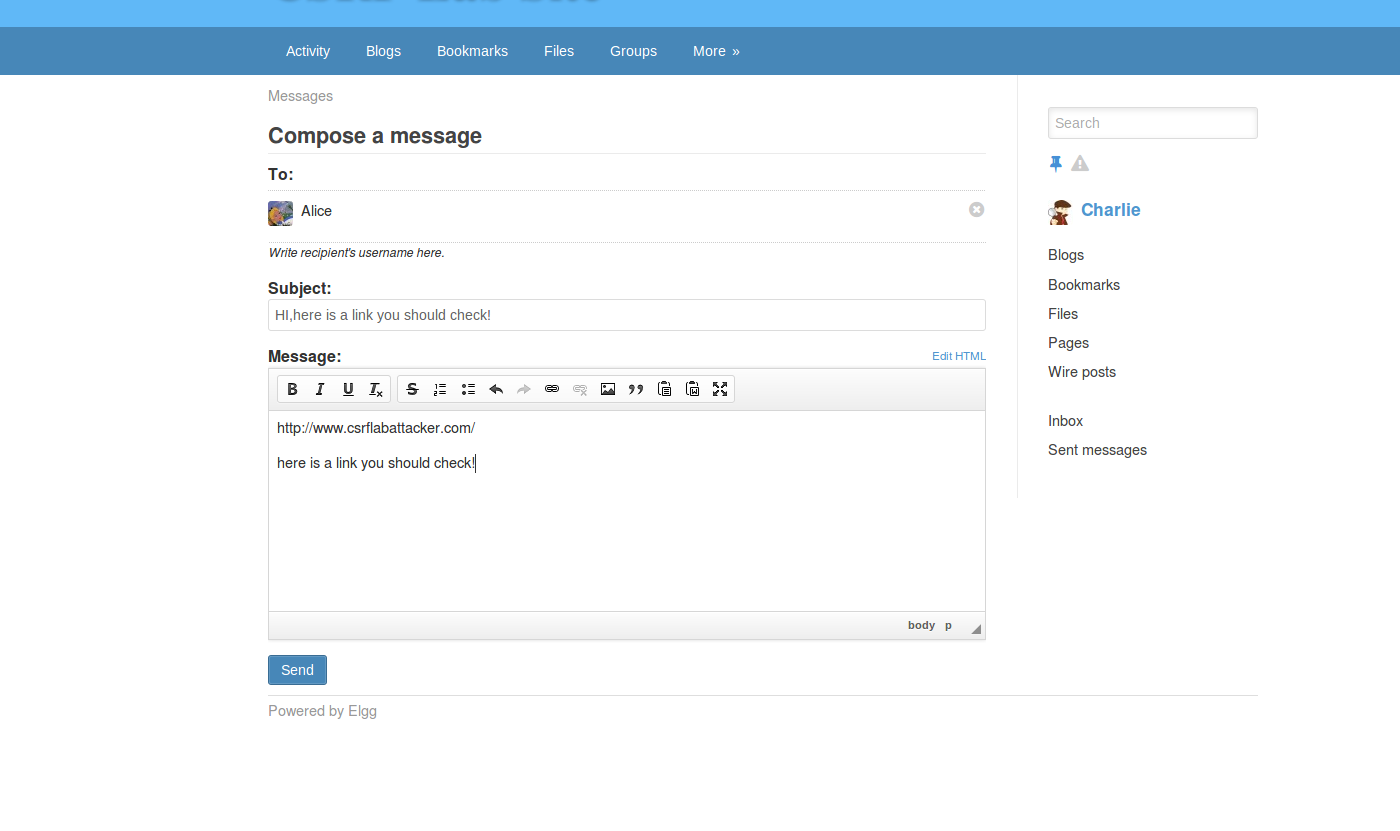 Activity Blogs Bookmarks Files Groups More »
Messages
Compose a message
To:
Alice
Write recipient's username here.
Subject:
HI,here is a link you should check!
Message:
Edit HTML
B I U Tx S
http://www.csrflabattacker.com/
here is a link you should check!
body p
Send
Powered by Elgg
Search
Charlie
Blogs
Bookmarks
Files
Pages
Wire posts
Inbox
Sent messages